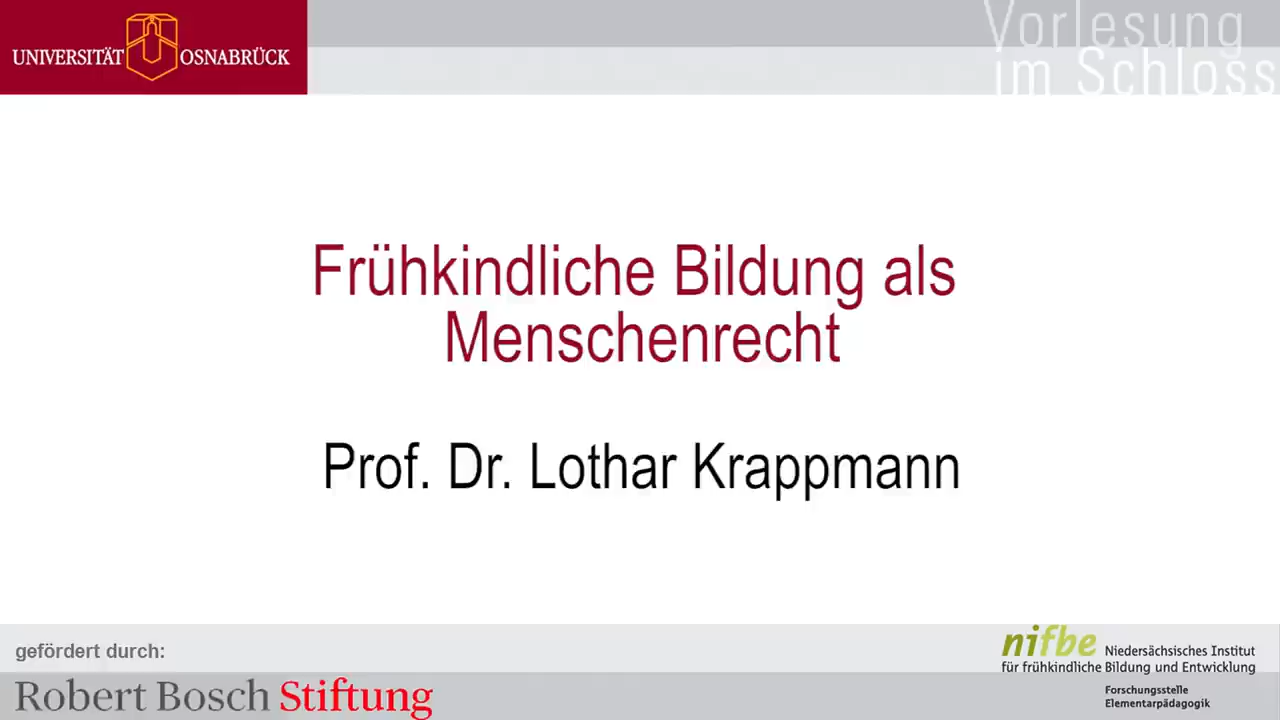 UNIVERSITÄT OSNABRÜCK
Vorlesung
im Schloss
Frühkindliche Bildung als
Menschenrecht
Prof. Dr. Lothar Krappmann
gefördert durch:
Robert Bosch Stiftung
nifbe Niedersächsisches Institut
für frühkindliche Bildung und Entwicklung
Forschungsstelle
Elementarpädagogik